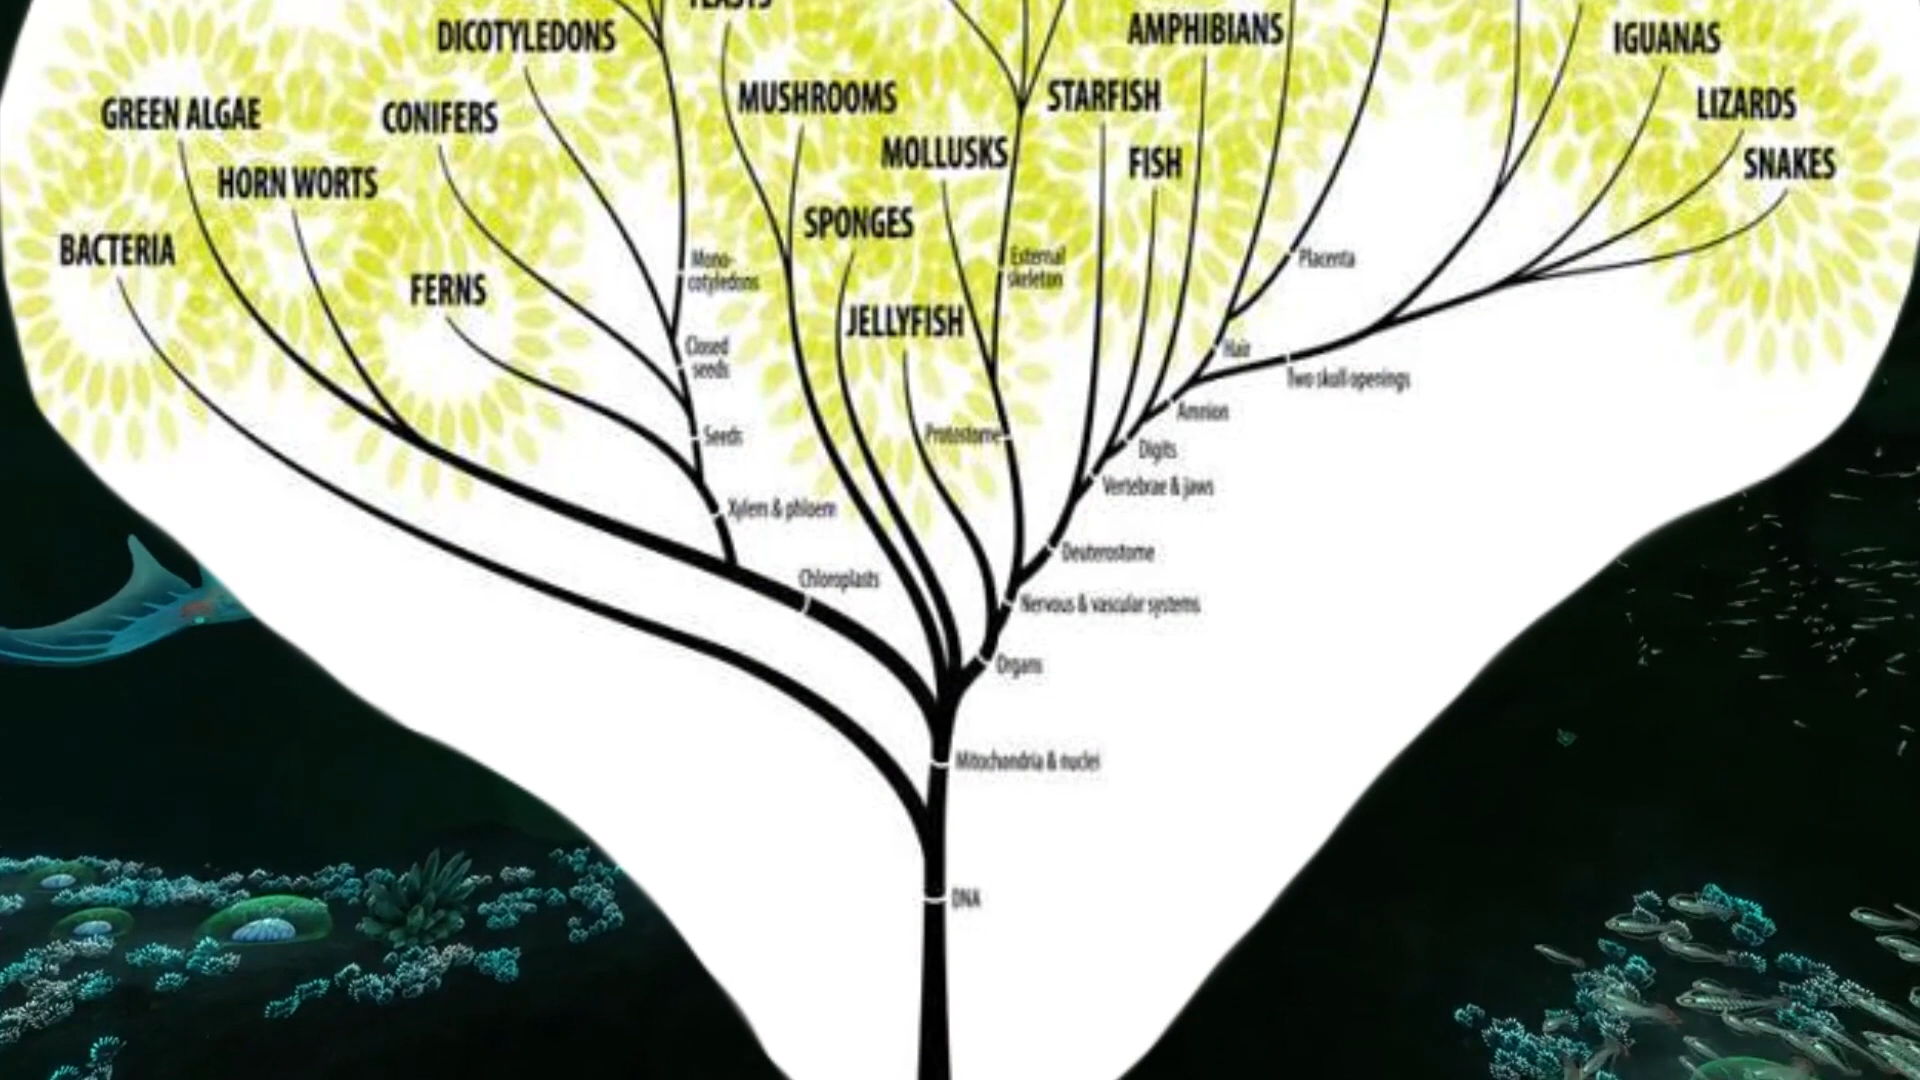 YEASTS
AMPHIBIANS
DICOTYLEDONS
IGUANAS
GREEN ALGAE
CONIFERS
MUSHROOMS
STARFISH
LIZARDS
HORN WORTS
MOLLUSKS
FISH
SNAKES
BACTERIA
SPONGES
Mono-
cotyledons
External
skeleton
Placenta
FERNS
JELLYFISH
Closed
seeds
Hair
Two skull openings
Seeds
Protostome
Amnion
Digits
Xylem & phloem
Vertebrae & jaws
Deuterostome
Chloroplasts
Nervous & vascular systems
Organs
Mitochondria & nuclei
DNA